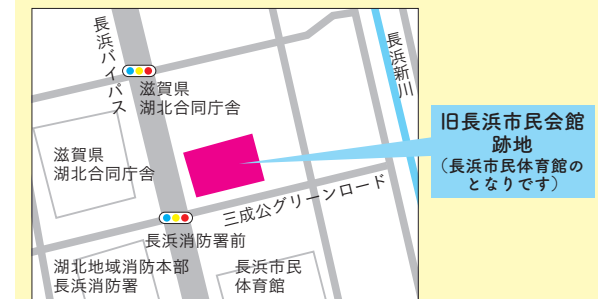 長浜バイパス
滋賀県
湖北合同庁舎
長浜新川
滋賀県
湖北合同庁舎
旧長浜市民会館
跡地
（長浜市民体育館の
となりです）
三成公グリーンロード
長浜消防署前
湖北地域消防本部
長浜消防署
長浜市民
体育館